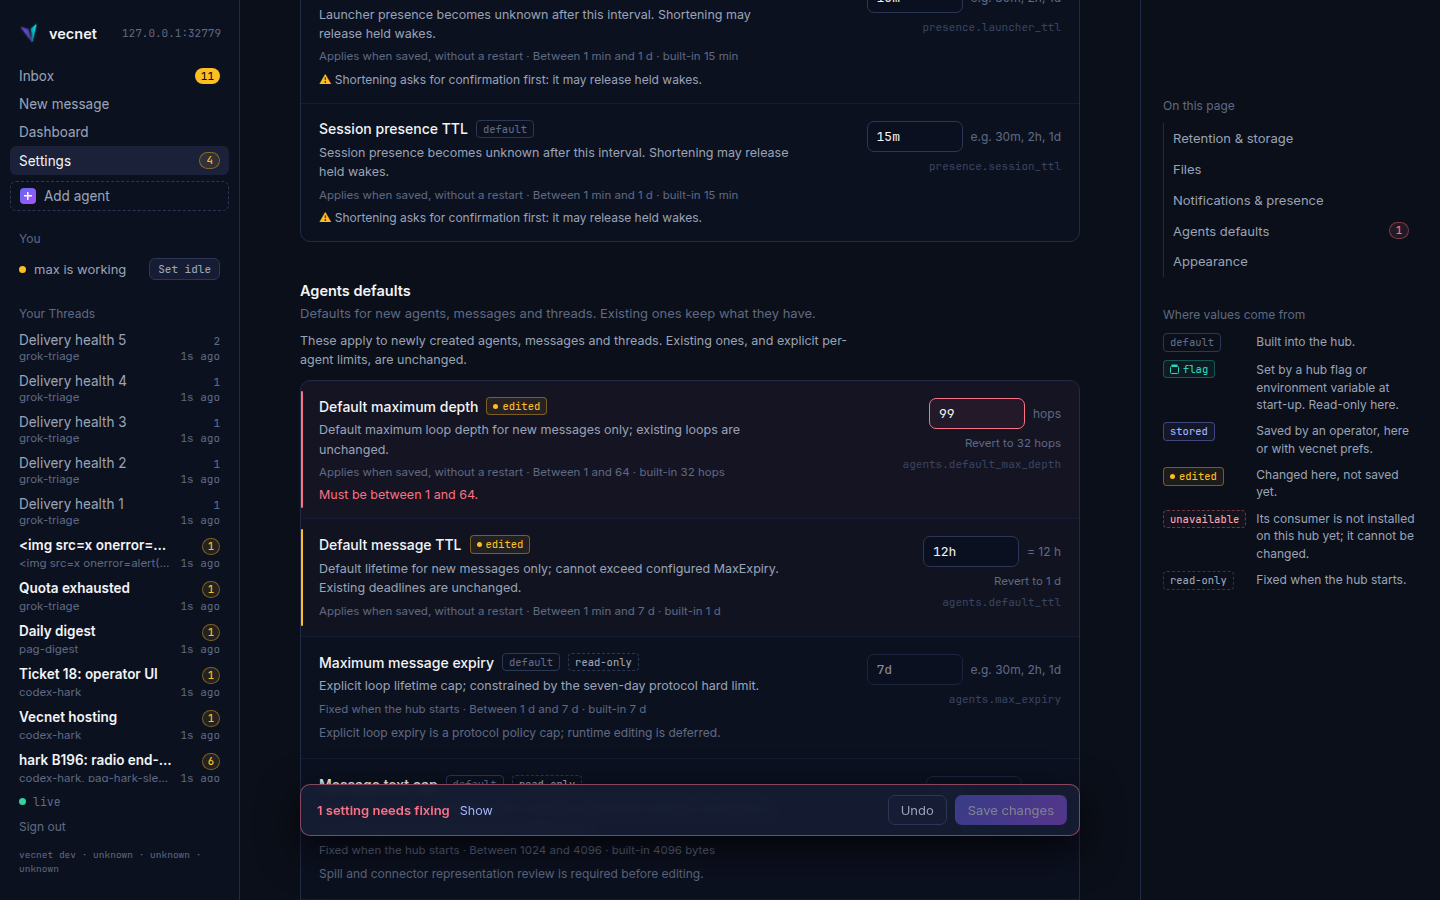 vecnet 127.0.0.1:32779
Inbox 11
New message
Dashboard
Settings 4
Add agent
You
max is working Set idle
Your Threads
Delivery health 5 2
grok-triage 1s ago
Delivery health 4 1
grok-triage 1s ago
Delivery health 3 1
grok-triage 1s ago
Delivery health 2 1
grok-triage 1s ago
Delivery health 1 1
grok-triage 1s ago
<img src=x onerror=... 1
<img src=x onerror=alert(... 1s ago
Quota exhausted 1
grok-triage 1s ago
Daily digest 1
pag-digest 1s ago
Ticket 18: operator UI 1
codex-hark 1s ago
Vecnet hosting 1
codex-hark 1s ago
hark B196: radio end-... 6
codex-hark, pag-hark-sle... 1s ago
live
Sign out
vecnet dev · unknown · unknown ·
unknown
Launcher presence becomes unknown after this interval. Shortening may
release held wakes.
presence.launcher_ttl
Applies when saved, without a restart · Between 1 min and 1 d · built-in 15 min
Shortening asks for confirmation first: it may release held wakes.
Session presence TTL default
15m e.g. 30m, 2h, 1d
Session presence becomes unknown after this interval. Shortening may release
held wakes.
presence.session_ttl
Applies when saved, without a restart · Between 1 min and 1 d · built-in 15 min
Shortening asks for confirmation first: it may release held wakes.
Agents defaults
Defaults for new agents, messages and threads. Existing ones keep what they have.
These apply to newly created agents, messages and threads. Existing ones, and explicit per-
agent limits, are unchanged.
Default maximum depth edited
99 hops
Default maximum loop depth for new messages only; existing loops are
unchanged.
Revert to 32 hops
agents.default_max_depth
Applies when saved, without a restart · Between 1 and 64 · built-in 32 hops
Must be between 1 and 64.
Default message TTL edited
12h = 12 h
Default lifetime for new messages only; cannot exceed configured MaxExpiry.
Existing deadlines are unchanged.
Revert to 1 d
agents.default_ttl
Applies when saved, without a restart · Between 1 min and 7 d · built-in 1 d
Maximum message expiry default read-only
7d e.g. 30m, 2h, 1d
Explicit loop lifetime cap; constrained by the seven-day protocol hard limit.
agents.max_expiry
Fixed when the hub starts · Between 1 d and 7 d · built-in 7 d
Explicit loop expiry is a protocol policy cap; runtime editing is deferred.
Message text cap default read-only
1 setting needs fixing Show Undo Save changes
Fixed when the hub starts · Between 1024 and 4096 · built-in 4096 bytes
Spill and connector representation review is required before editing.
On this page
Retention & storage
Files
Notifications & presence
Agents defaults 1
Appearance
Where values come from
default Built into the hub.
flag Set by a hub flag or
environment variable at
start-up. Read-only here.
stored Saved by an operator, here
or with vecnet prefs.
edited Changed here, not saved
yet.
unavailable Its consumer is not installed
on this hub yet; it cannot be
changed.
read-only Fixed when the hub starts.